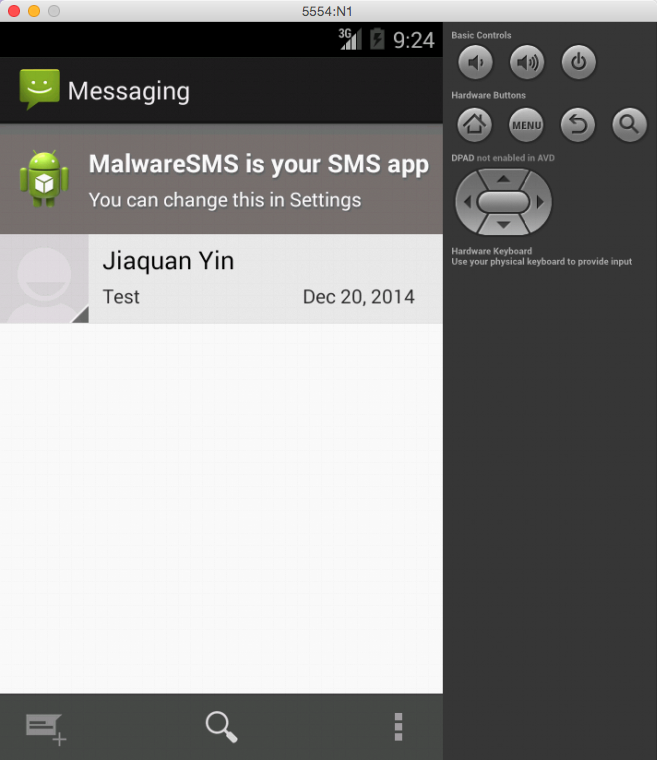 5554:N1
3G 9:24
Messaging
MalwareSMS is your SMS app
You can change this in Settings
Jiaquan Yin
Test Dec 20, 2014
Basic Controls
Hardware Buttons
MENU
DPAD not enabled in AVD
Hardware Keyboard
Use your physical keyboard to provide input